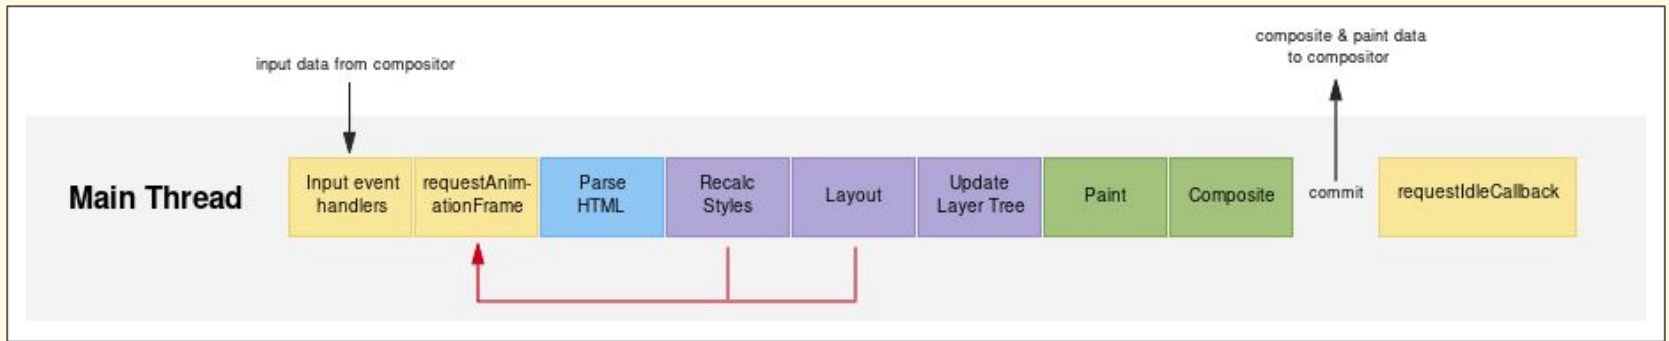 input data from compositor
composite & paint data
to compositor
Main Thread
Input event
handlers
requestAnim-
ationFrame
Parse
HTML
Recalc
Styles
Layout
Update
Layer Tree
Paint
Composite
commit
requestIdleCallback